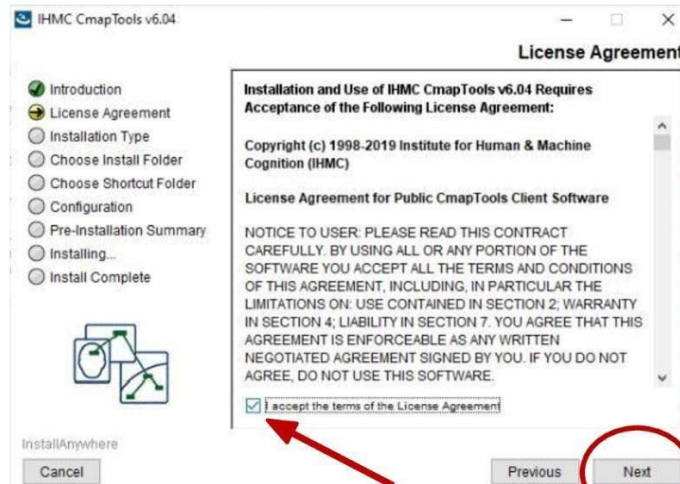 IHMC CmapTools v6.04
License Agreement
Introduction
License Agreement
Installation Type
Choose Install Folder
Choose Shortcut Folder
Configuration
Pre-Installation Summary
Installing...
Install Complete
Installation and Use of IHMC CmapTools v6.04 Requires
Acceptance of the Following License Agreement:
Copyright (c) 1998-2019 Institute for Human & Machine
Cognition (IHMC)
License Agreement for Public CmapTools Client Software
NOTICE TO USER: PLEASE READ THIS CONTRACT
CAREFULLY. BY USING ALL OR ANY PORTION OF THE
SOFTWARE YOU ACCEPT ALL THE TERMS AND CONDITIONS
OF THIS AGREEMENT, INCLUDING, IN PARTICULAR THE
LIMITATIONS ON: USE CONTAINED IN SECTION 2; WARRANTY
IN SECTION 4; LIABILITY IN SECTION 7. YOU AGREE THAT THIS
AGREEMENT IS ENFORCEABLE AS ANY WRITTEN
NEGOTIATED AGREEMENT SIGNED BY YOU. IF YOU DO NOT
AGREE, DO NOT USE THIS SOFTWARE.
I accept the terms of the License Agreement
InstallAnywhere
Cancel
Previous
Next